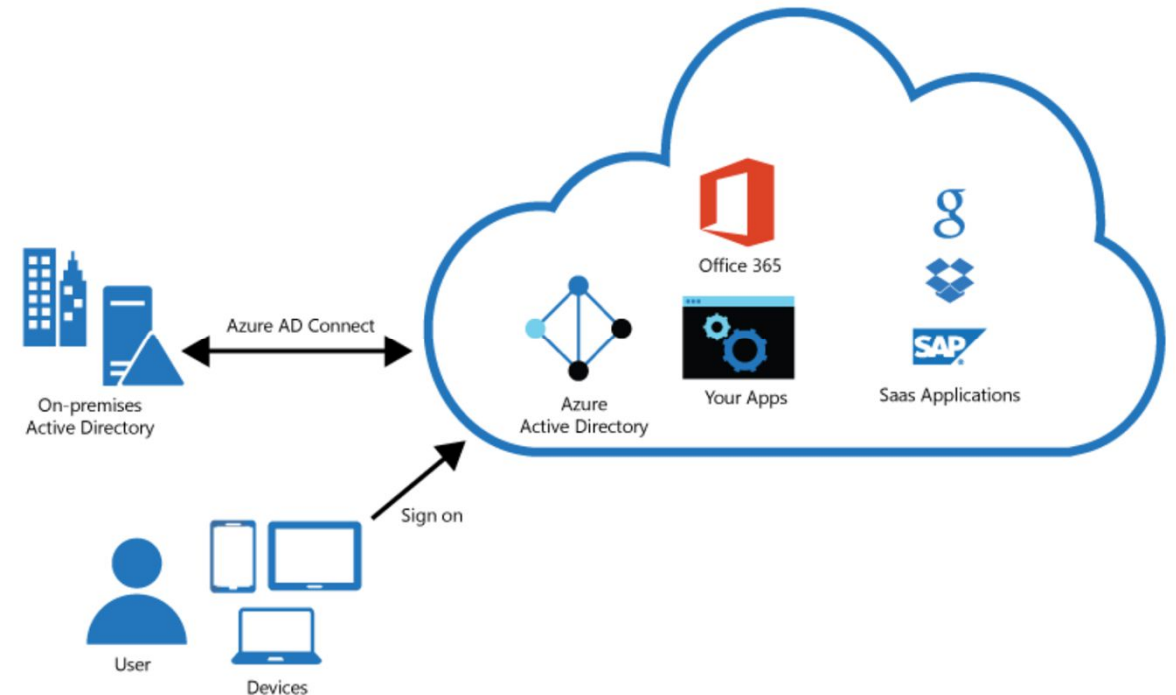 Office 365
g
SAP
Azure AD Connect
On-premises
Active Directory
Azure
Active Directory
Your Apps
Saas Applications
Sign on
User
Devices